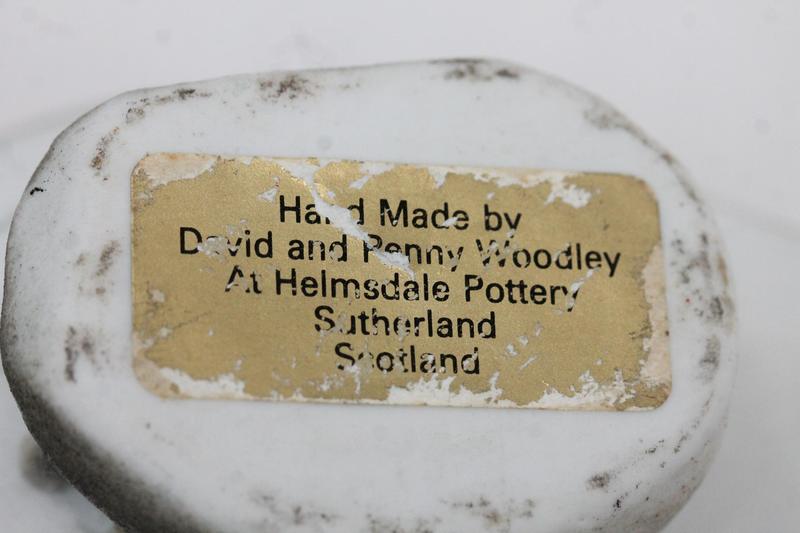 Hand Made by
David and Penny Woodley
At Helmsdale Pottery
Sutherland
Scotland